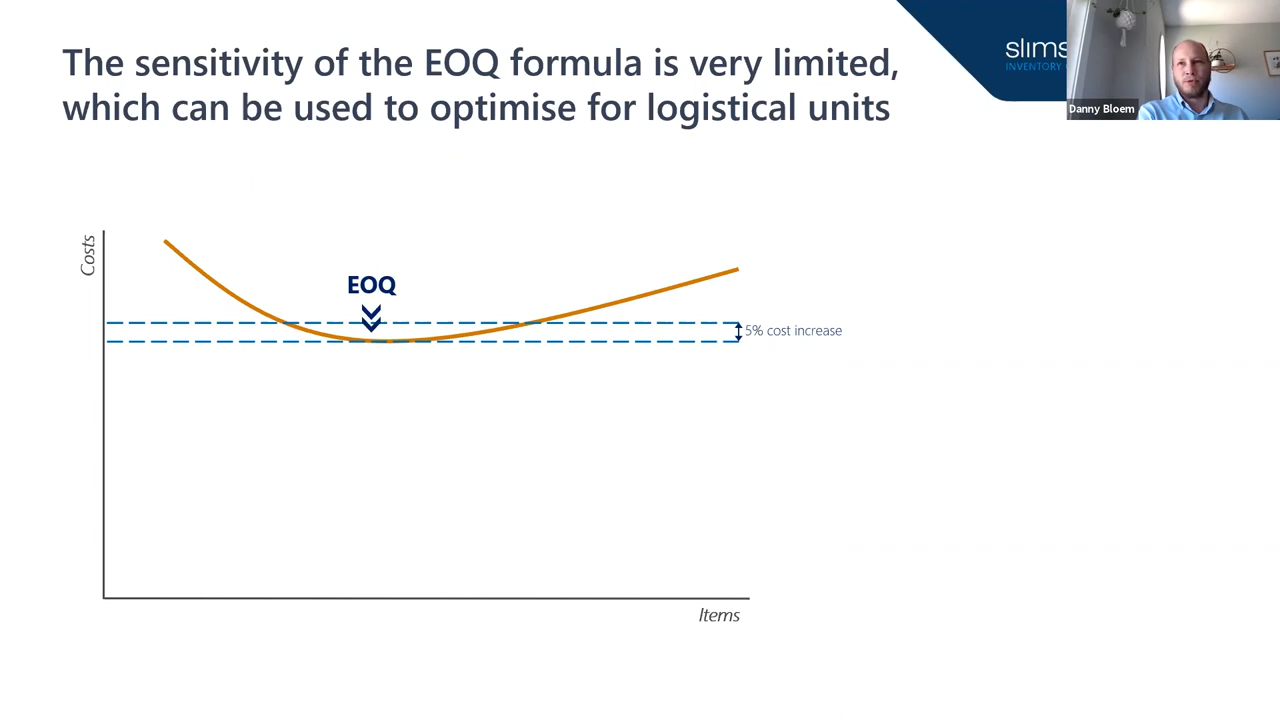 The sensitivity of the EOQ formula is very limited,
which can be used to optimise for logistical units
slims
INVENTORY
Danny Bloem
Costs
EOQ
5% cost increase
Items